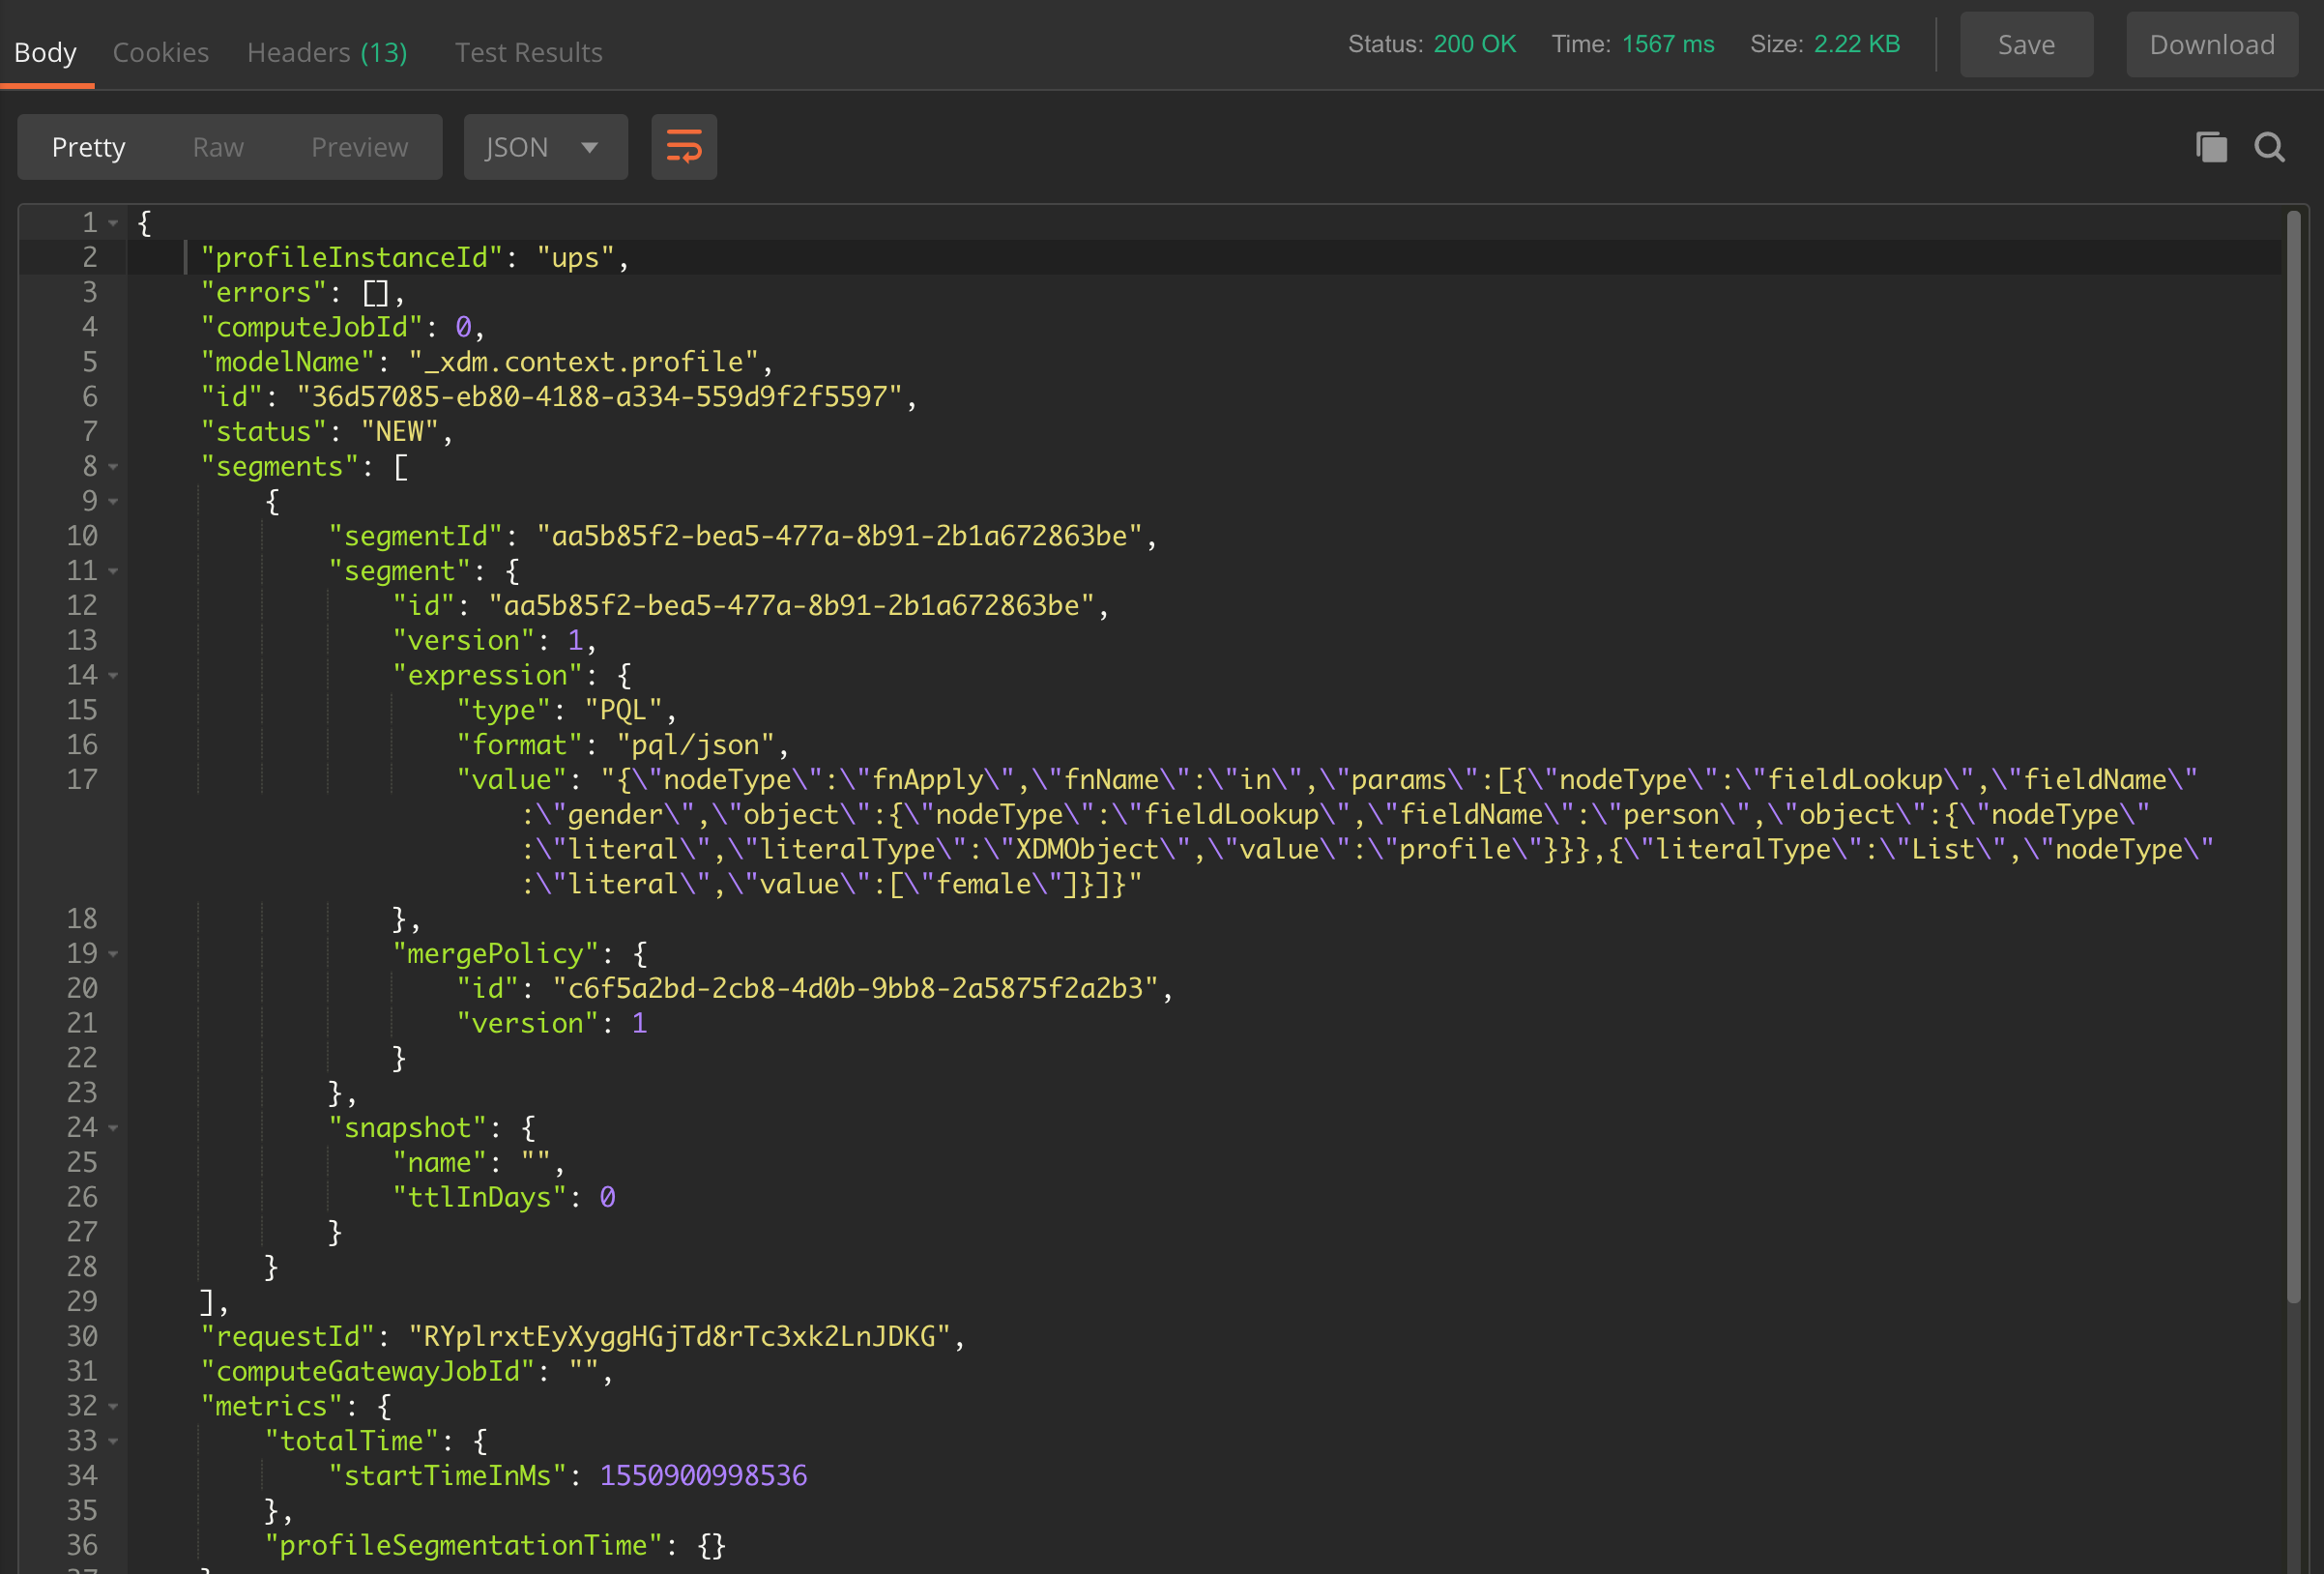 Body Cookies Headers (13) Test Results Status: 200 OK Time: 1567 ms Size: 2.22 KB Save Download
Pretty Raw Preview JSON
1 {
2 "profileInstanceId": "ups",
3 "errors": [],
4 "computeJobId": 0,
5 "modelName": "_xdm.context.profile",
6 "id": "36d57085-eb80-4188-a334-559d9f2f5597",
7 "status": "NEW",
8 "segments": [
9 {
10 "segmentId": "aa5b85f2-bea5-477a-8b91-2b1a672863be",
11 "segment": {
12 "id": "aa5b85f2-bea5-477a-8b91-2b1a672863be",
13 "version": 1,
14 "expression": {
15 "type": "PQL",
16 "format": "pql/json",
17 "value": "{\"nodeType\":\"fnApply\",\"fnName\":\"in\",\"params\":[{\"nodeType\":\"fieldLookup\",\"fieldName\"
:\"gender\",\"object\":{\"nodeType\":\"fieldLookup\",\"fieldName\":\"person\",\"object\":{\"nodeType\"
:\"literal\",\"literalType\":\"XDMObject\",\"value\":\"profile\"}}},{\"literalType\":\"List\",\"nodeType\"
:\"literal\",\"value\":[\"female\"]}]}"
18 },
19 "mergePolicy": {
20 "id": "c6f5a2bd-2cb8-4d0b-9bb8-2a5875f2a2b3",
21 "version": 1
22 }
23 },
24 "snapshot": {
25 "name": "",
26 "ttlInDays": 0
27 }
28 }
29 ],
30 "requestId": "RYplrxtEyXyggHGjTd8rTc3xk2LnJDKG",
31 "computeGatewayJobId": "",
32 "metrics": {
33 "totalTime": {
34 "startTimeInMs": 1550900998536
35 },
36 "profileSegmentationTime": {}